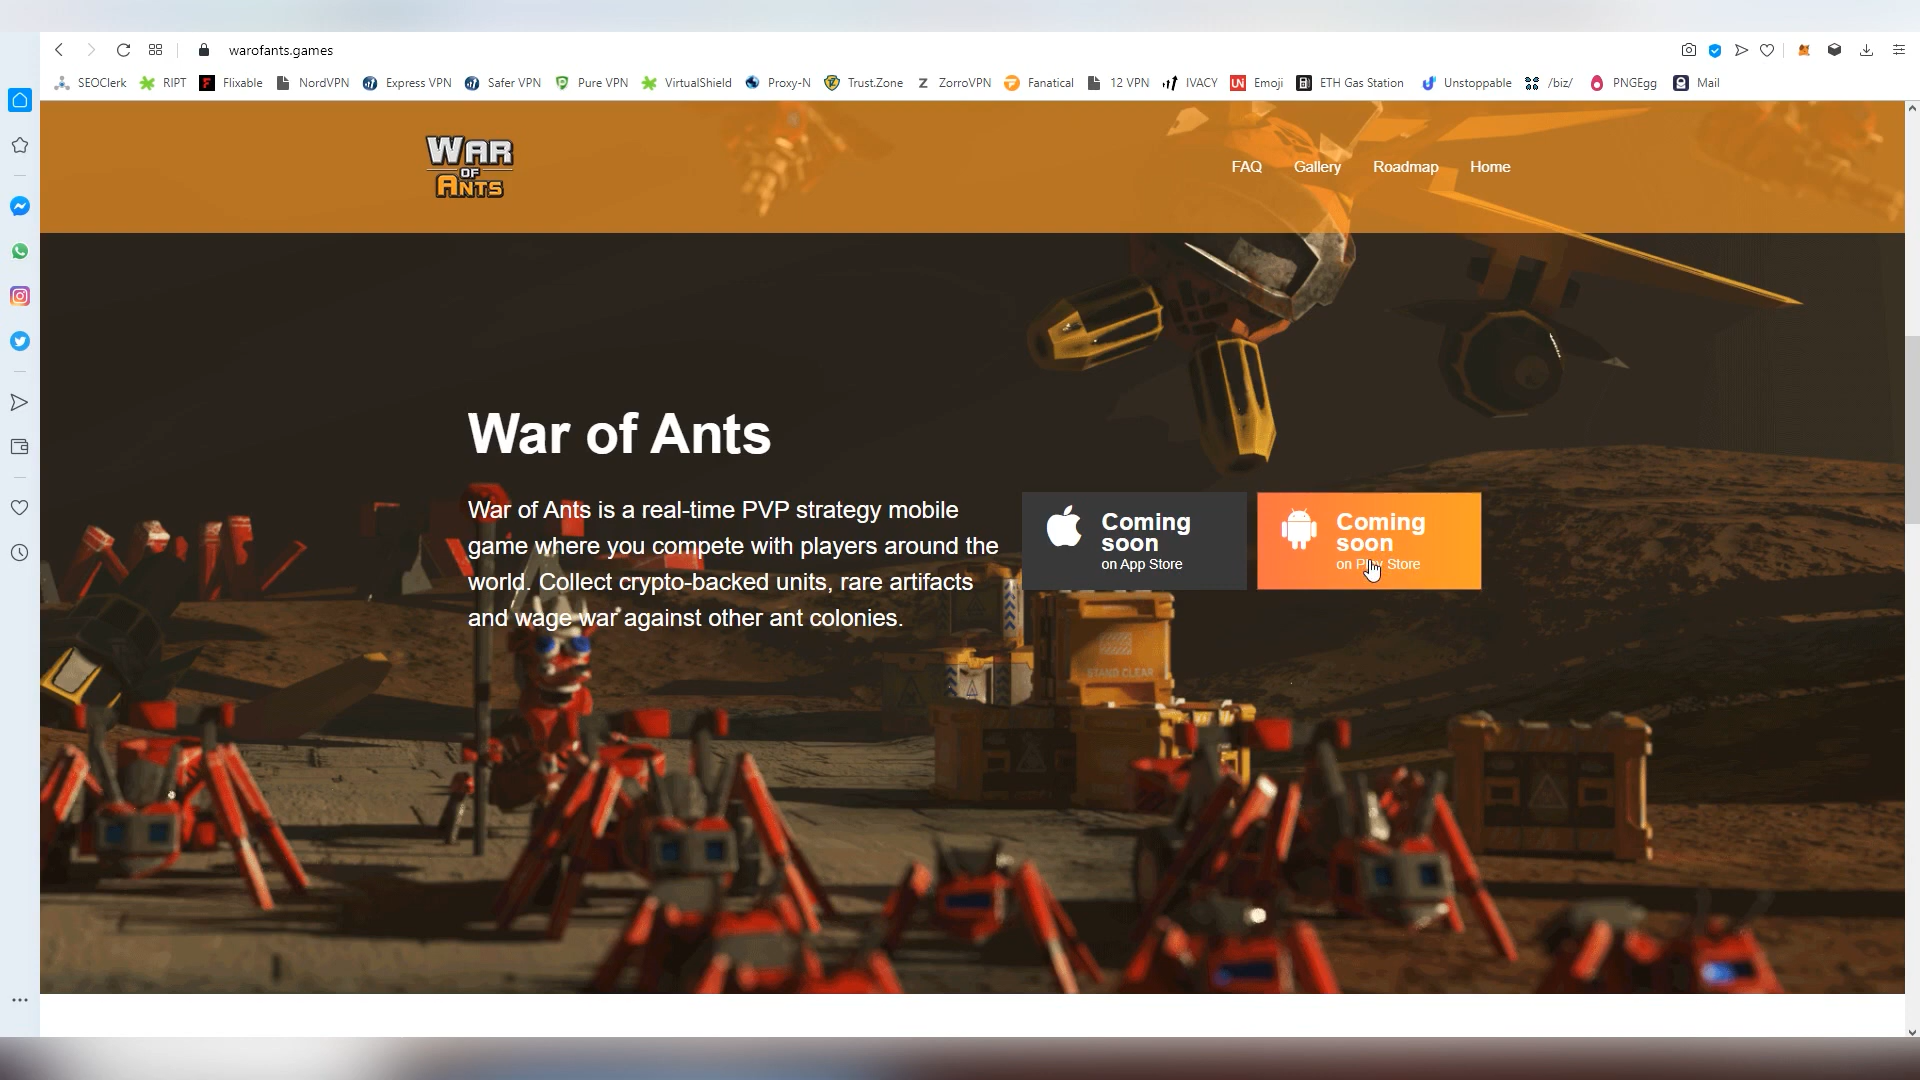 warofants.games
SEOClerk RIPT Flixable NordVPN Express VPN Safer VPN Pure VPN VirtualShield Proxy-N Trust.Zone ZorroVPN Fanatical 12 VPN IVACY Emoji ETH Gas Station Unstoppable /biz/ PNGEgg Mail
WAR
OF
ANTS
FAQ Gallery Roadmap Home
War of Ants
War of Ants is a real-time PVP strategy mobile
game where you compete with players around the
world. Collect crypto-backed units, rare artifacts
and wage war against other ant colonies.
Coming
soon
on App Store
Coming
soon
on Play Store
STAND CLEAR